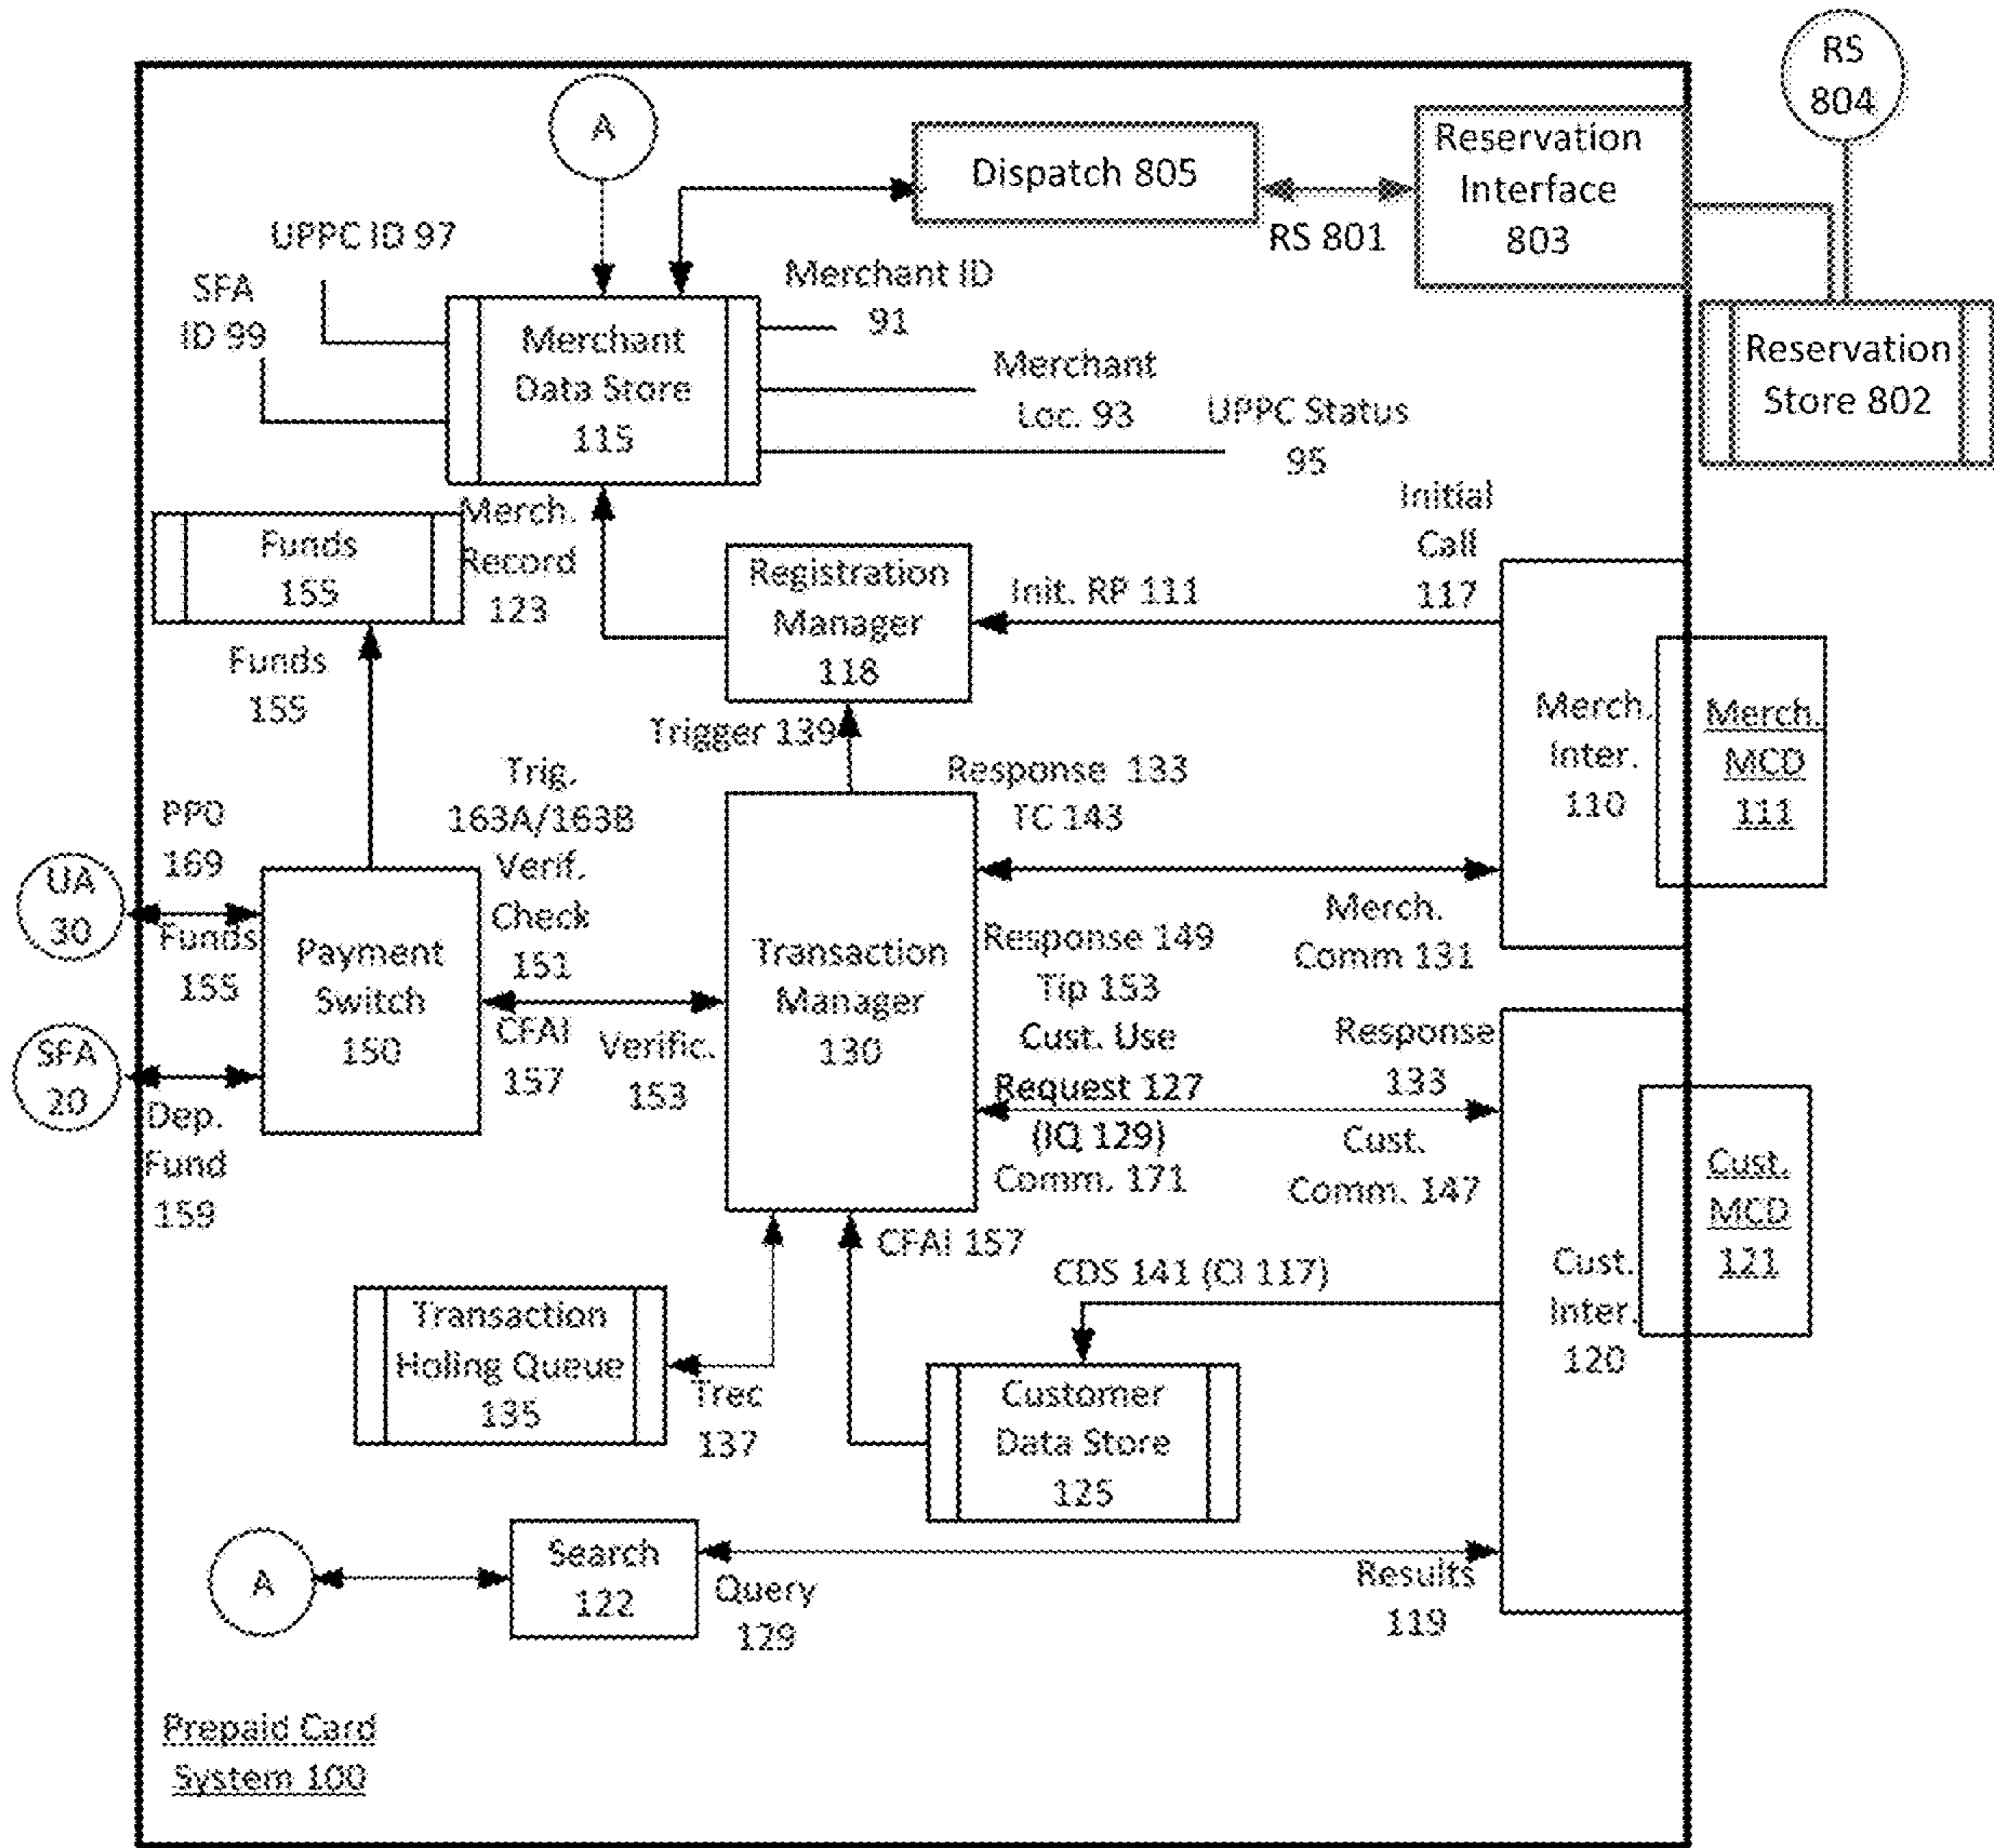 RS
804
A
Dispatch 805
Reservation
Interface
803
RS 801
UPPC ID 97
SFA
ID 99
Merchant
Data Store
115
Merchant ID
91
Merchant
Loc. 93
UPPC Status
95
Reservation
Store 802
Funds
155
Merch.
Record
123
Registration
Manager
118
Init. RP 111
Initial
Call
117
Funds
155
Trigger 139
Merch.
Inter.
110
Merch.
MCD
111
Trig.
163A/163B
Verif.
Check
151
Response 133
TC 143
PPO
169
UA
30
Funds
155
Payment
Switch
150
Transaction
Manager
130
Merch.
Comm 131
Response 149
Tip 153
Cust. Use
Request 127
(IQ 129)
Comm. 171
Response
133
Cust.
Comm. 147
SFA
20
CFAI
157
Verific.
153
Dep.
Fund
159
Cust.
MCD
121
CFAI 157
CDS 141 (CI 117)
Cust.
Inter.
120
Transaction
Holing Queue
135
Trec
137
Customer
Data Store
125
A
Search
122
Query
129
Results
119
Prepaid Card
System 100